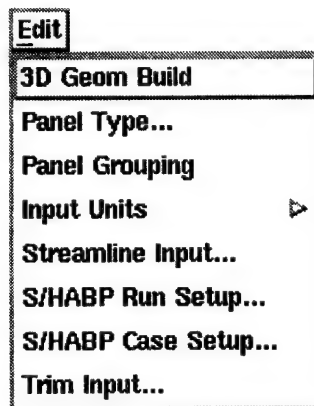 Edit
3D Geom Build
Panel Type...
Panel Grouping
Input Units
Streamline Input...
S/HABP Run Setup...
S/HABP Case Setup...
Trim Input...